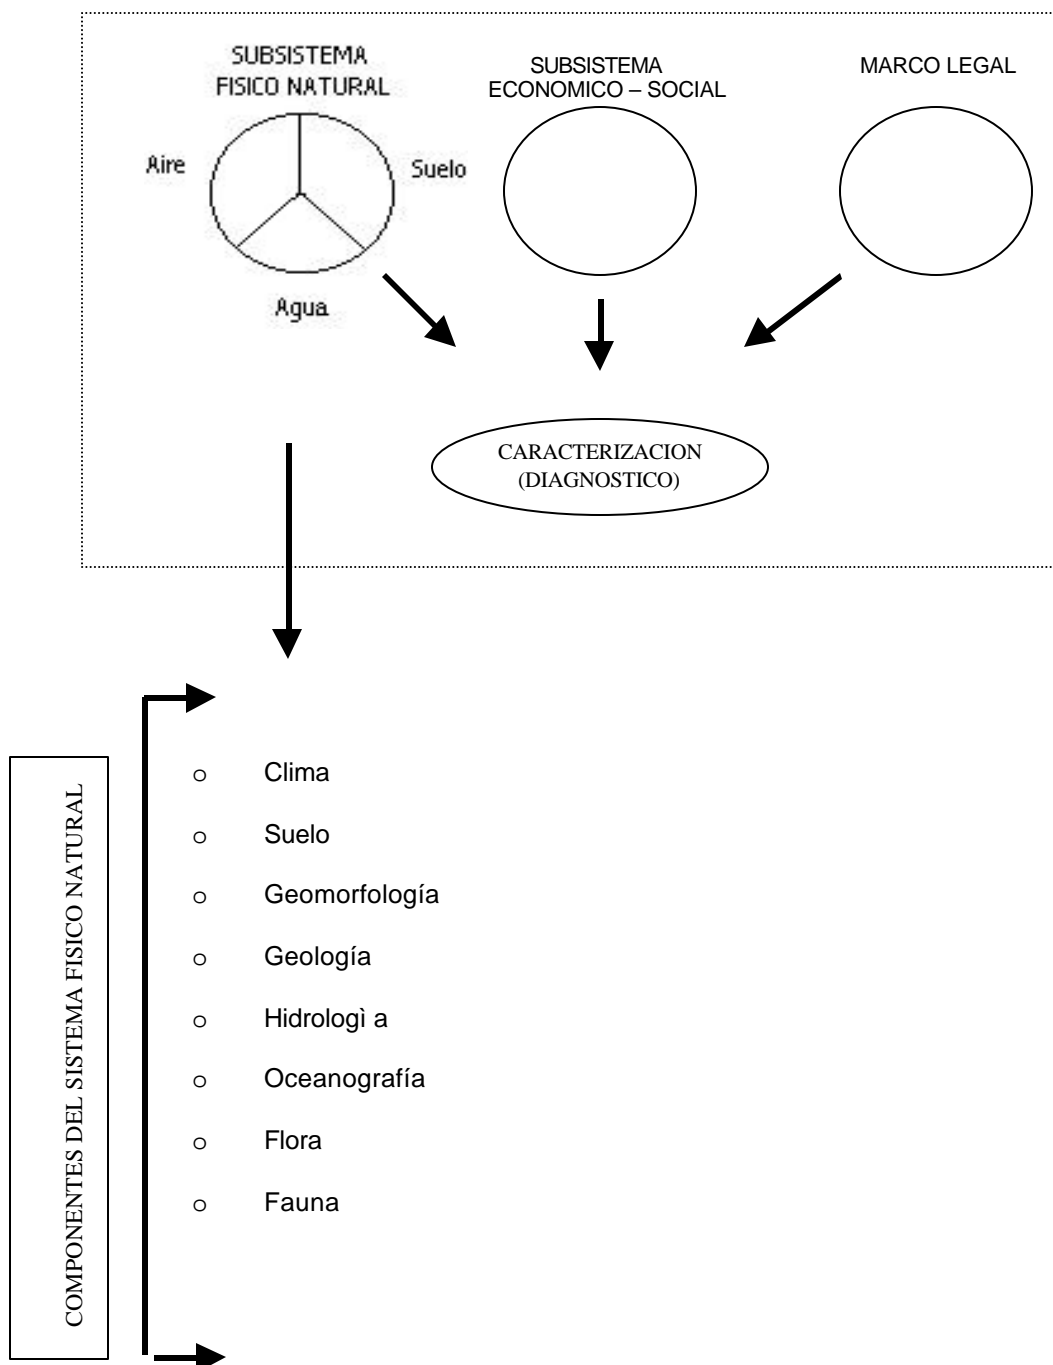 SUBSISTEMA
FISICO NATURAL
SUBSISTEMA
ECONOMICO – SOCIAL
MARCO LEGAL
Aire
Suelo
Agua
CARACTERIZACION
(DIAGNOSTICO)
COMPONENTES DEL SISTEMA FISICO NATURAL
o Clima
o Suelo
o Geomorfología
o Geología
o Hidrologì a
o Oceanografía
o Flora
o Fauna